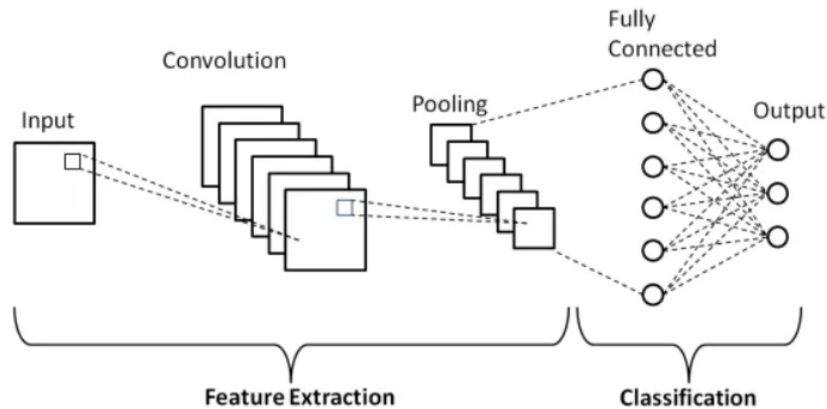 Fully
Connected
Convolution
Pooling
Output
Input
Feature Extraction
Classification